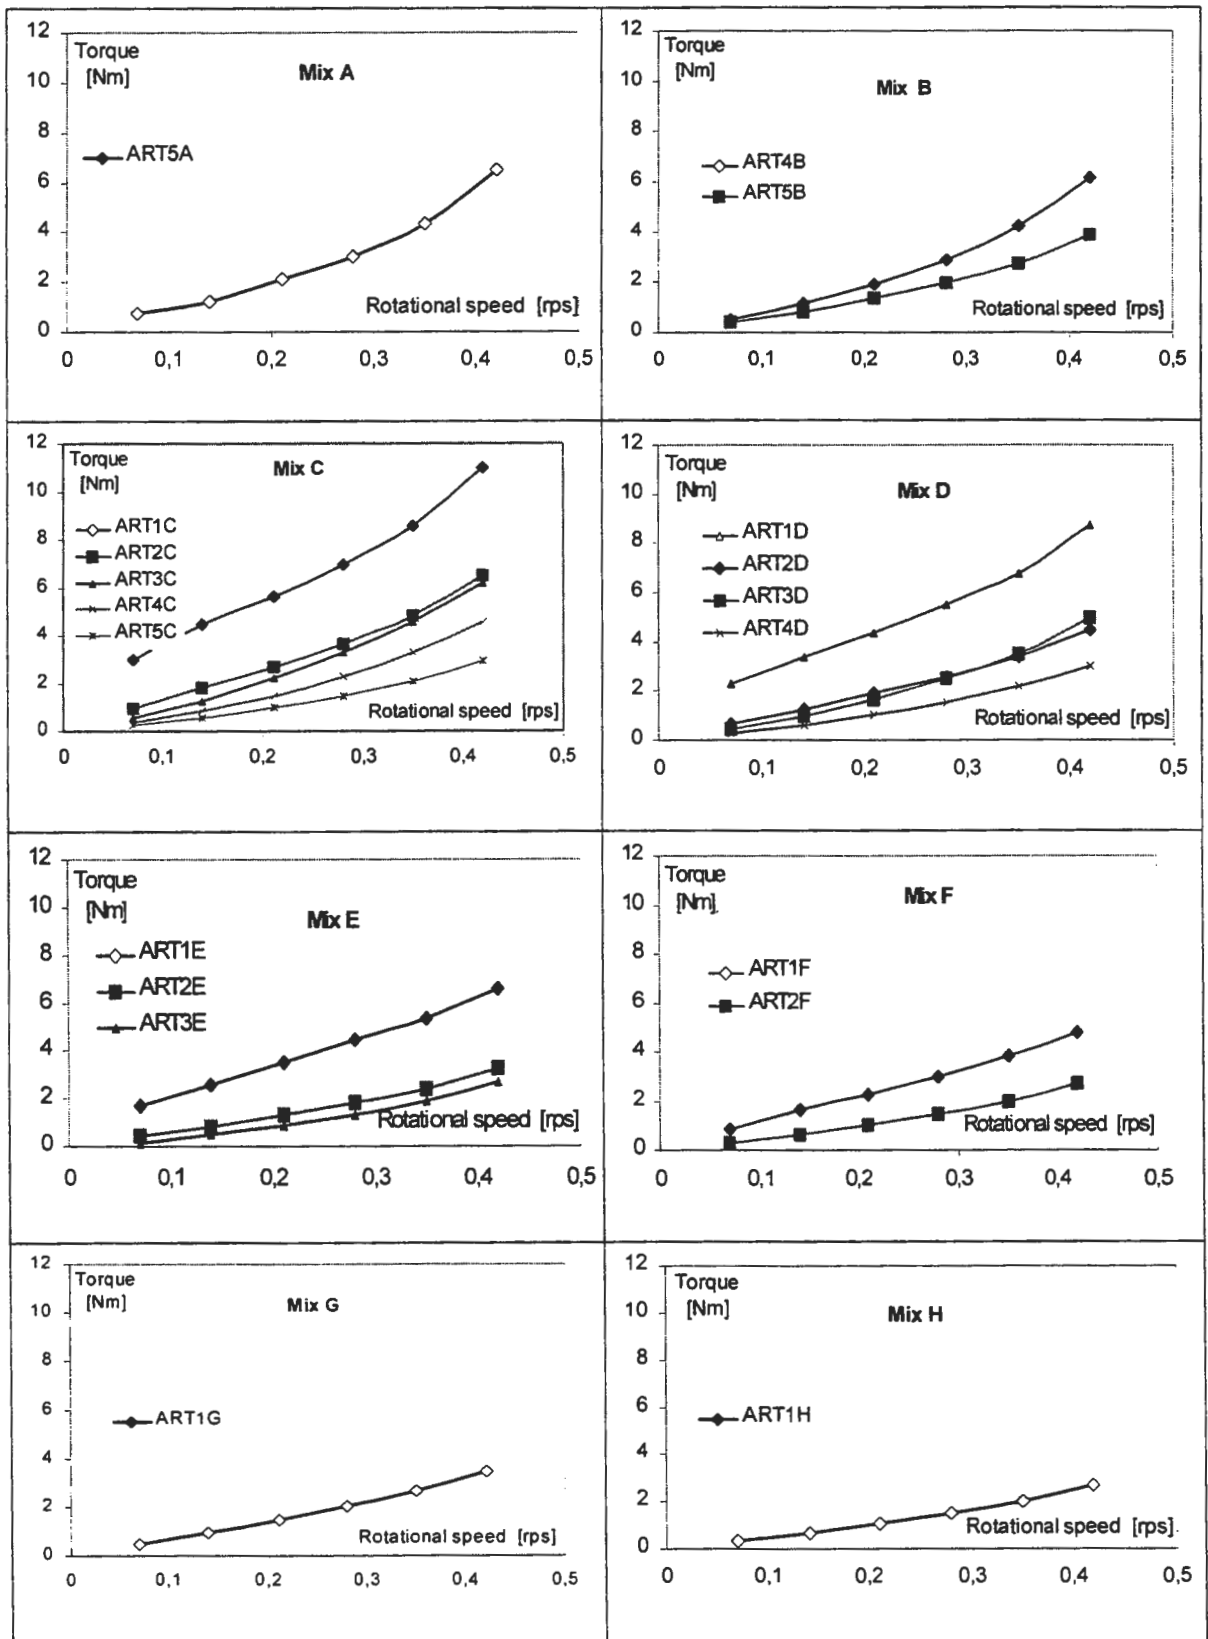 12
Torque
[Nm]
Mix A
10
8
ART5A
6
4
2
Rotational speed [rps]
0
0 0,1 0,2 0,3 0,4 0,5
12
Torque
[Nm]
Mix B
10
8
ART4B
ART5B
6
4
2
Rotational speed [rps]
0
0 0,1 0,2 0,3 0,4 0,5
12
Torque
[Nm]
Mix C
10
ART1C
8
ART2C
ART3C
6
ART4C
ART5C
4
2
Rotational speed [rps]
0
0 0,1 0,2 0,3 0,4 0,5
12
Torque
[Nm]
Mix D
10
ART1D
8
ART2D
ART3D
6
ART4D
4
2
Rotational speed [rps]
0
0 0,1 0,2 0,3 0,4 0,5
12
Torque
[Nm]
Mix E
10
ART1E
8
ART2E
6
ART3E
4
2
Rotational speed [rps]
0
0 0,1 0,2 0,3 0,4 0,5
12
Torque
[Nm]
Mix F
10
8
ART1F
ART2F
6
4
2
Rotational speed [rps]
0
0 0,1 0,2 0,3 0,4 0,5
12
Torque
[Nm]
Mix G
10
8
6
ART1G
4
2
Rotational speed [rps]
0
0 0,1 0,2 0,3 0,4 0,5
12
Torque
[Nm]
Mix H
10
8
6
ART1H
4
2
Rotational speed [rps]
0
0 0,1 0,2 0,3 0,4 0,5